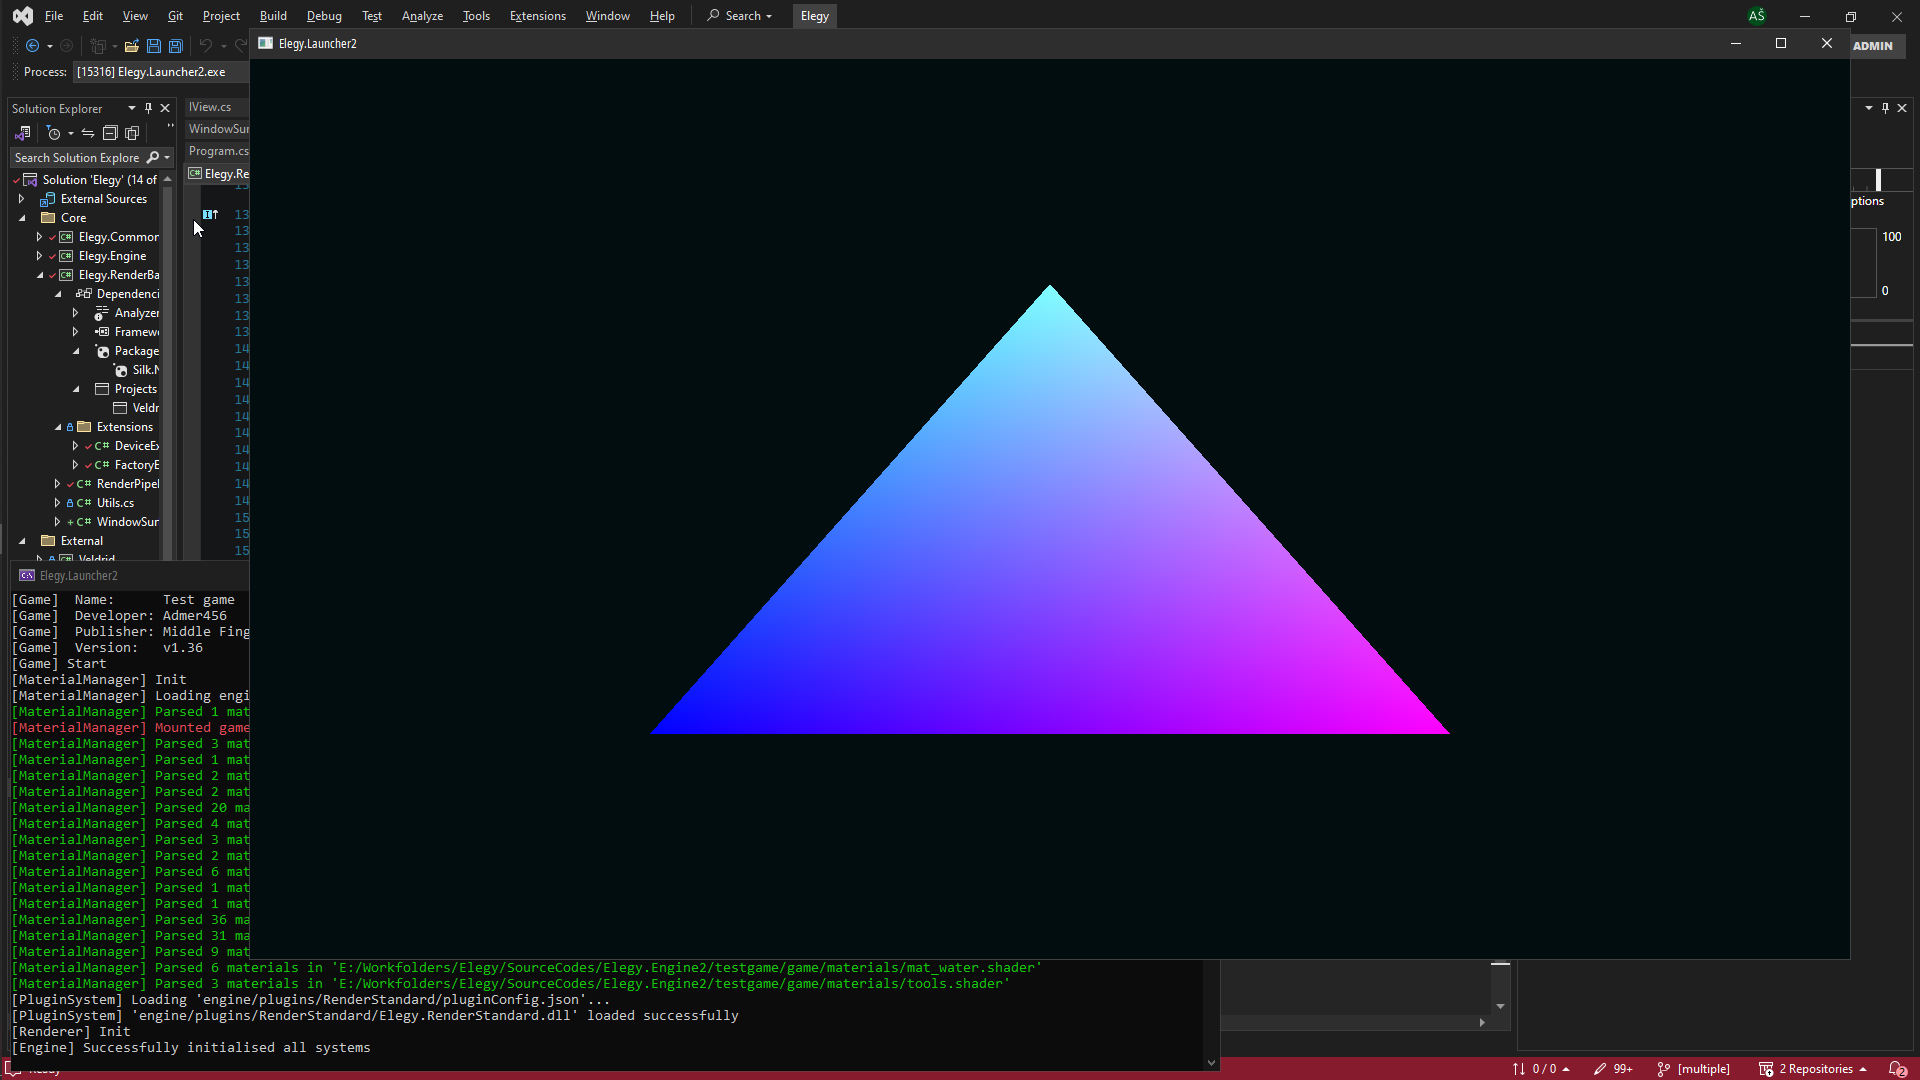 File Edit View Git Project Build Debug Test Analyze Tools Extensions Window Help Search Elegy AŠ
Elegy.Launcher2
ADMIN
Process: [15316] Elegy.Launcher2.exe
Solution Explorer
IView.cs
WindowSur
Search Solution Explore
Program.cs
Elegy.Re
Solution 'Elegy' (14 of
External Sources
Core
Elegy.Common
Elegy.Engine
Elegy.RenderBa
Dependenci
Analyzer
Framew
Package
Silk.N
Projects
Veldr
Extensions
DeviceEx
FactoryE
RenderPipel
Utils.cs
WindowSur
External
Veldrid
13
13
13
13
13
13
13
13
14
14
14
14
14
14
14
14
14
14
15
15
15
ptions
100
0
Elegy.Launcher2
[Game] Name: Test game
[Game] Developer: Admer456
[Game] Publisher: Middle Fing
[Game] Version: v1.36
[Game] Start
[MaterialManager] Init
[MaterialManager] Loading engi
[MaterialManager] Parsed 1 mat
[MaterialManager] Mounted game
[MaterialManager] Parsed 3 mat
[MaterialManager] Parsed 1 mat
[MaterialManager] Parsed 2 mat
[MaterialManager] Parsed 2 mat
[MaterialManager] Parsed 20 ma
[MaterialManager] Parsed 4 mat
[MaterialManager] Parsed 3 mat
[MaterialManager] Parsed 2 mat
[MaterialManager] Parsed 6 mat
[MaterialManager] Parsed 1 mat
[MaterialManager] Parsed 1 mat
[MaterialManager] Parsed 36 ma
[MaterialManager] Parsed 31 ma
[MaterialManager] Parsed 9 mat
[MaterialManager] Parsed 6 materials in 'E:/Workfolders/Elegy/SourceCodes/Elegy.Engine2/testgame/game/materials/mat_water.shader'
[MaterialManager] Parsed 3 materials in 'E:/Workfolders/Elegy/SourceCodes/Elegy.Engine2/testgame/game/materials/tools.shader'
[PluginSystem] Loading 'engine/plugins/RenderStandard/pluginConfig.json'...
[PluginSystem] 'engine/plugins/RenderStandard/Elegy.RenderStandard.dll' loaded successfully
[Renderer] Init
[Engine] Successfully initialised all systems
Ready
0 / 0 99+ [multiple] 2 Repositories 2